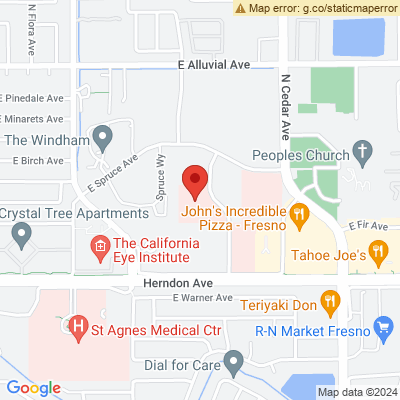 Map error: g.co/staticmaperror
N Flora Ave
E Alluvial Ave
N Cedar Ave
E Pinedale Ave
E Minarets Ave
The Windham
E Birch Ave
E Spruce Ave
Spruce Wy
Peoples Church
Crystal Tree Apartments
John's Incredible
Pizza - Fresno
E Fir Ave
The California
Eye Institute
Tahoe Joe's
Herndon Ave
E Warner Ave
Teriyaki Don
St Agnes Medical Ctr
R-N Market Fresno
Dial for Care
Google
Map data ©2024